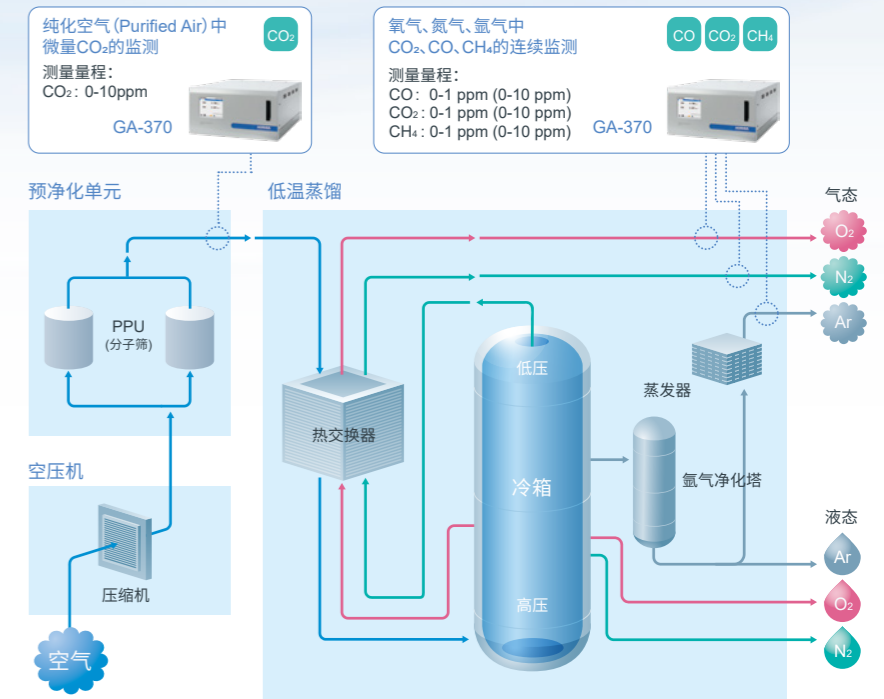 纯化空气（Purified Air）中
微量CO₂的监测
CO₂
测量量程：
CO₂：0-10ppm
GA-370
氧气、氮气、氩气中
CO₂、CO、CH₄的连续监测
CO
CO₂
CH₄
测量量程：
CO：0-1 ppm (0-10 ppm)
CO₂：0-1 ppm (0-10 ppm)
CH₄：0-1 ppm (0-10 ppm)
GA-370
预净化单元
低温蒸馏
气态
O₂
N₂
Ar
PPU
(分子筛)
低压
蒸发器
热交换器
空压机
冷箱
氩气净化塔
液态
Ar
压缩机
高压
O₂
空气
N₂